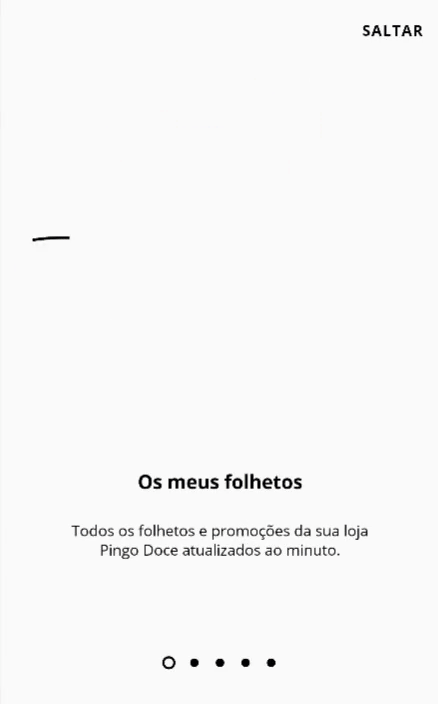 SALTAR
Os meus folhetos
Todos os folhetos e promoções da sua loja
Pingo Doce atualizados ao minuto.